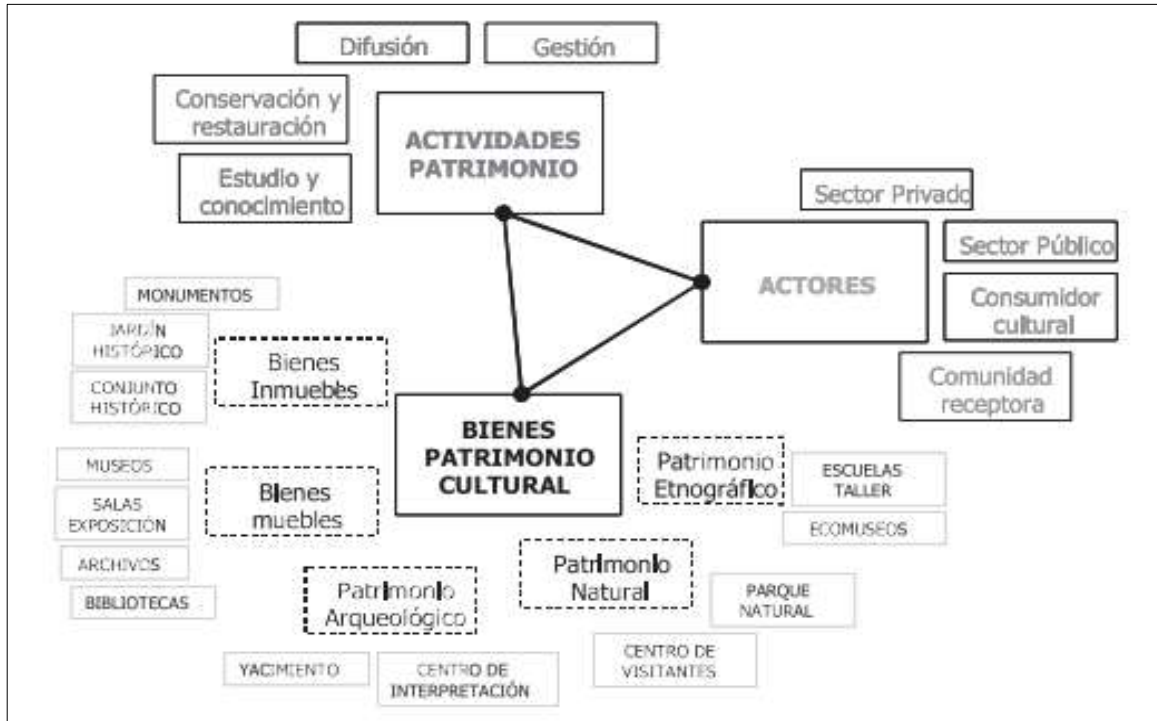 Difusión
Gestión
Conservación y
restauración
Estudio y
conocimiento
ACTIVIDADES
PATRIMONIO
Sector Privado
Sector Público
ACTORES
Consumidor
cultural
Comunidad
receptora
MONUMENTOS
JARDÍN
HISTÓRICO
CONJUNTO
HISTÓRICO
Bienes
Inmuebles
BIENES
PATRIMONIO
CULTURAL
MUSEOS
SALAS
EXPOSICIÓN
ARCHIVOS
BIBLIOTECAS
Bienes
muebles
Patrimonio
Etnográfico
ESCUELAS
TALLER
ECOMUSEOS
Patrimonio
Natural
PARQUE
NATURAL
CENTRO DE
VISITANTES
Patrimonio
Arqueológico
YACIMIENTO
CENTRO DE
INTERPRETACIÓN